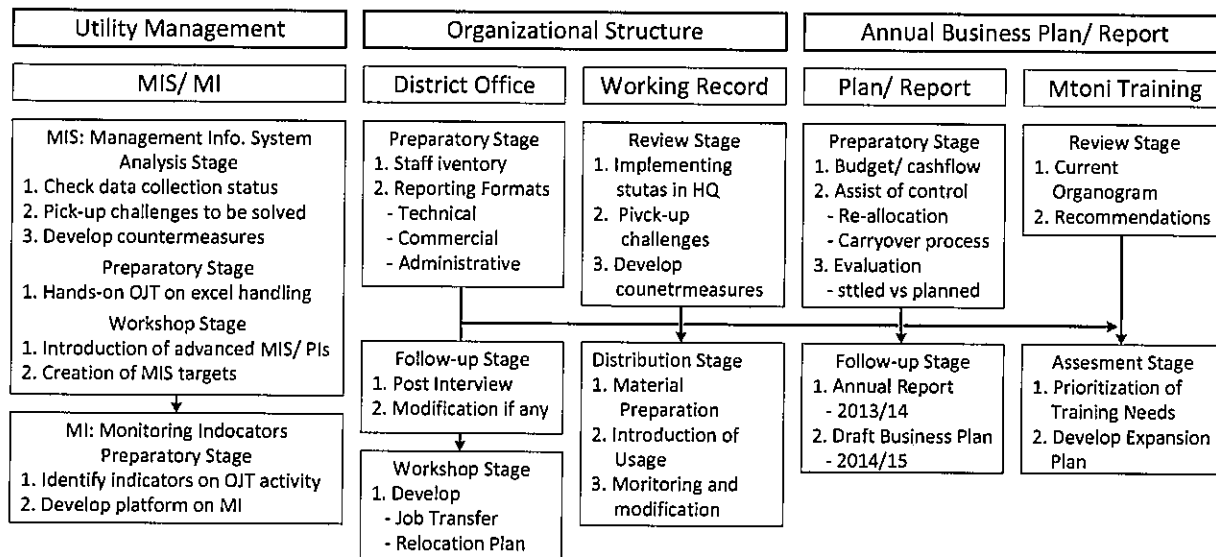 Utility Management
Organizational Structure
Annual Business Plan/ Report
MIS/ MI
District Office
Working Record
Plan/ Report
Mtoni Training
MIS: Management Info. System
Analysis Stage
1. Check data collection status
2. Pick-up challenges to be solved
3. Develop countermeasures
Preparatory Stage
1. Hands-on OJT on excel handling
Workshop Stage
1. Introduction of advanced MIS/ PIs
2. Creation of MIS targets
MI: Monitoring Indocators
Preparatory Stage
1. Identify indicators on OJT activity
2. Develop platform on MI
Preparatory Stage
1. Staff iventory
2. Reporting Formats
- Technical
- Commercial
- Administrative
Follow-up Stage
1. Post Interview
2. Modification if any
Workshop Stage
1. Develop
- Job Transfer
- Relocation Plan
Review Stage
1. Implementing
stutas in HQ
2. Pivck-up
challenges
3. Develop
counetrmeasures
Distribution Stage
1. Material
Preparation
2. Introduction of
Usage
3. Moritoring and
modification
Preparatory Stage
1. Budget/ cashflow
2. Assist of control
- Re-allocation
- Carryover process
3. Evaluation
- sttled vs planned
Follow-up Stage
1. Annual Report
- 2013/14
2. Draft Business Plan
- 2014/15
Review Stage
1. Current
Organogram
2. Recommendations
Assesment Stage
1. Prioritization of
Training Needs
2. Develop Expansion
Plan